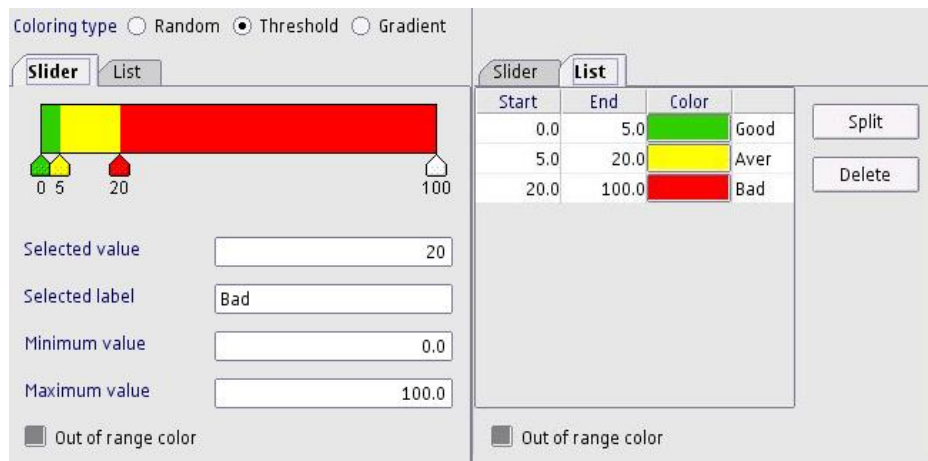 Coloring type Random Threshold Gradient
Slider List
0 5 20 100
Selected value 20
Selected label Bad
Minimum value 0.0
Maximum value 100.0
Out of range color
Slider List
Start End Color
0.0 5.0 Good
5.0 20.0 Aver
20.0 100.0 Bad
Split
Delete
Out of range color